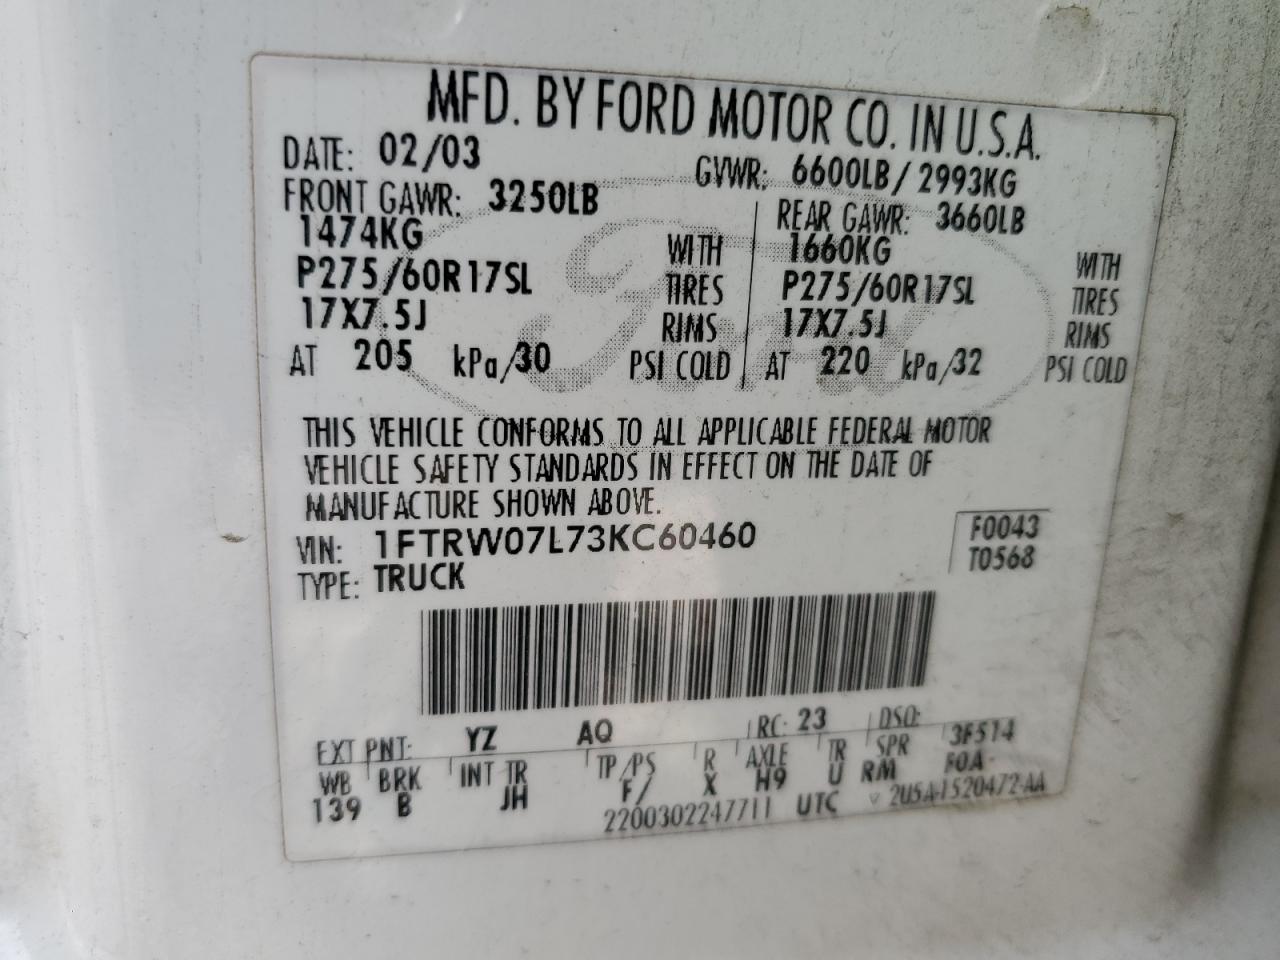 MFD. BY FORD MOTOR CO. IN U.S.A.
DATE: 02/03 GVWR: 6600LB / 2993KG
FRONT GAWR: 3250LB REAR GAWR: 3660LB
1474KG WITH 1660KG WITH
P275/60R17SL TIRES P275/60R17SL TIRES
17X7.5J RIMS 17X7.5J RIMS
AT 205 kPa/30 PSI COLD AT 220 kPa/32 PSI COLD
Ford
THIS VEHICLE CONFORMS TO ALL APPLICABLE FEDERAL MOTOR
VEHICLE SAFETY STANDARDS IN EFFECT ON THE DATE OF
MANUFACTURE SHOWN ABOVE.
VIN: 1FTRW07L73KC60460 F0043
TYPE: TRUCK T0568
EXT PNT: YZ AQ RC: 23 DSO: 3F514
WB BRK INT TR TP/PS R AXLE TR SPR F0A
139 B JH F/ X H9 U RM
2200302247711 UTC 2U5A-1520472-AA